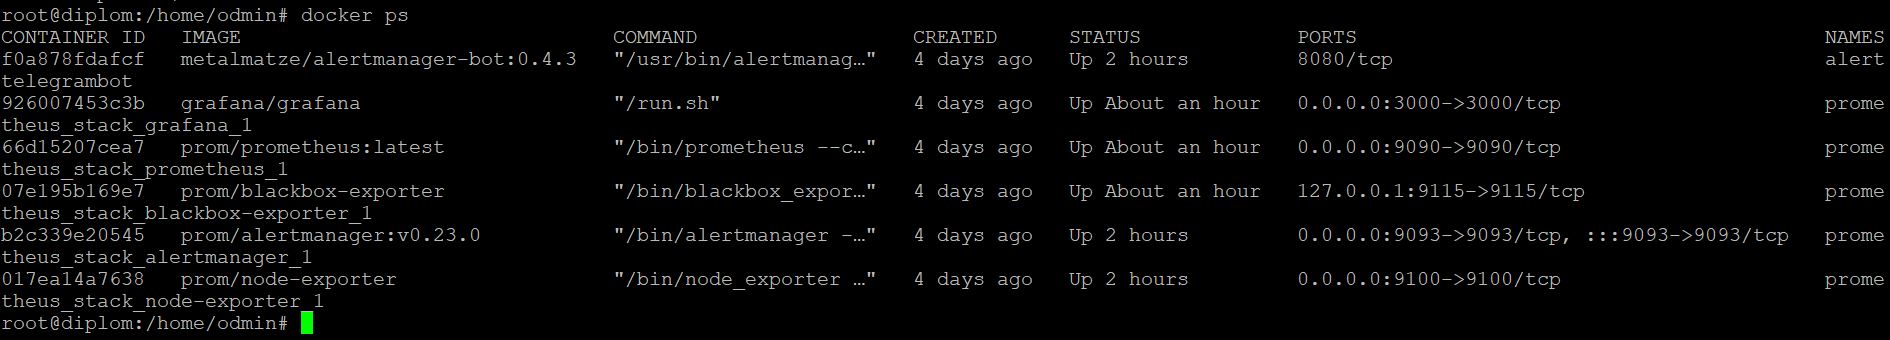 root@diplom:/home/odmin# docker ps
CONTAINER ID   IMAGE                             COMMAND                  CREATED      STATUS             PORTS                                       NAMES
f0a878fdafcf   metalmatze/alertmanager-bot:0.4.3   "/usr/bin/alertmanag…"   4 days ago   Up 2 hours         8080/tcp                                    alert
telegrambot
926007453c3b   grafana/grafana                   "/run.sh"                4 days ago   Up About an hour   0.0.0.0:3000->3000/tcp                      prome
theus_stack_grafana_1
66d15207cea7   prom/prometheus:latest            "/bin/prometheus --c…"   4 days ago   Up About an hour   0.0.0.0:9090->9090/tcp                      prome
theus_stack_prometheus_1
07e195b169e7   prom/blackbox-exporter            "/bin/blackbox_expor…"   4 days ago   Up About an hour   127.0.0.1:9115->9115/tcp                    prome
theus_stack_blackbox-exporter_1
b2c339e20545   prom/alertmanager:v0.23.0         "/bin/alertmanager -…"   4 days ago   Up 2 hours         0.0.0.0:9093->9093/tcp, :::9093->9093/tcp   prome
theus_stack_alertmanager_1
017ea14a7638   prom/node-exporter                "/bin/node_exporter …"   4 days ago   Up 2 hours         0.0.0.0:9100->9100/tcp                      prome
theus_stack_node-exporter_1
root@diplom:/home/odmin#